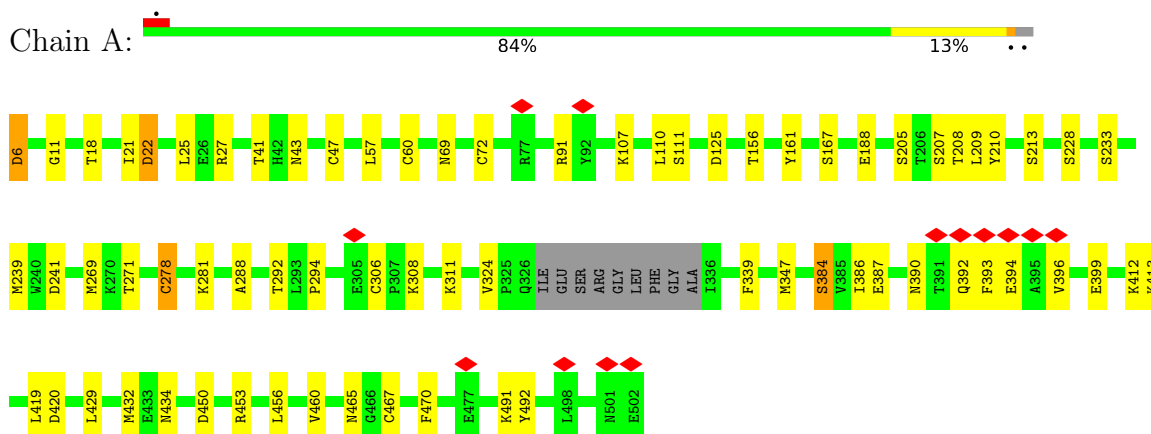 Chain A:
84%
13%
D6 G11 T18 I21 D22 L25 E26 R27 T41 H42 N43 C47 L57 C60 N69 C72 R77 R91 Y92 K107 L110 S111 D125 T156 Y161 S167 E188 S205 T206 S207 T208 L209 Y210 S213 S228 S233
M239 W240 D241 M269 K270 T271 C278 K281 A288 T292 L293 P294 E305 C306 P307 K308 K311 V324 P325 Q326 ILE GLU SER ARG GLY LEU PHE GLY ALA I336 F339 M347 S384 V385 I386 E387 N390 T391 Q392 F393 E394 A395 V396 E399 K412
L419 D420 L429 M432 E433 N434 D450 R453 L456 V460 N465 G466 C467 F470 E477 K491 Y492 L498 N501 E502